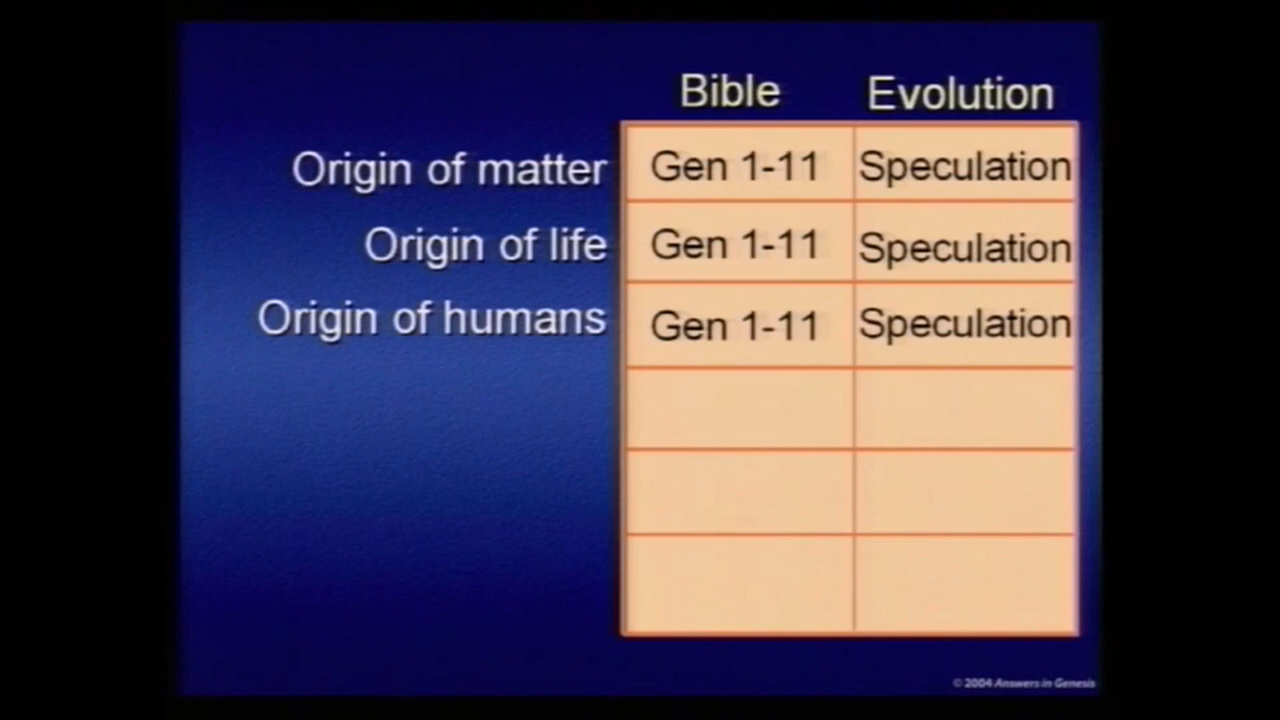 Bible Evolution
Origin of matter Gen 1-11 Speculation
Origin of life Gen 1-11 Speculation
Origin of humans Gen 1-11 Speculation
© 2004 Answers in Genesis